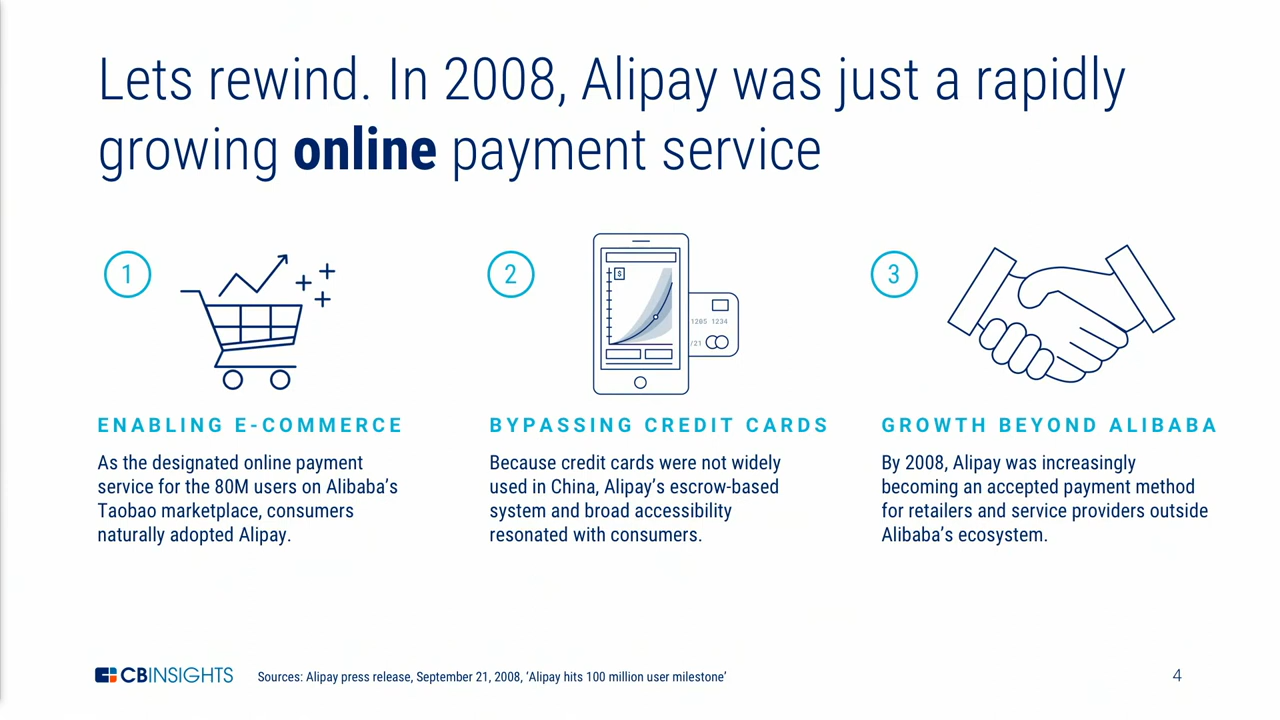 Lets rewind. In 2008, Alipay was just a rapidly
growing online payment service
1
2
$
1205 1234
/21
3
ENABLING E-COMMERCE
As the designated online payment
service for the 80M users on Alibaba's
Taobao marketplace, consumers
naturally adopted Alipay.
BYPASSING CREDIT CARDS
Because credit cards were not widely
used in China, Alipay's escrow-based
system and broad accessibility
resonated with consumers.
GROWTH BEYOND ALIBABA
By 2008, Alipay was increasingly
becoming an accepted payment method
for retailers and service providers outside
Alibaba's ecosystem.
CBINSIGHTS
Sources: Alipay press release, September 21, 2008, 'Alipay hits 100 million user milestone'
4